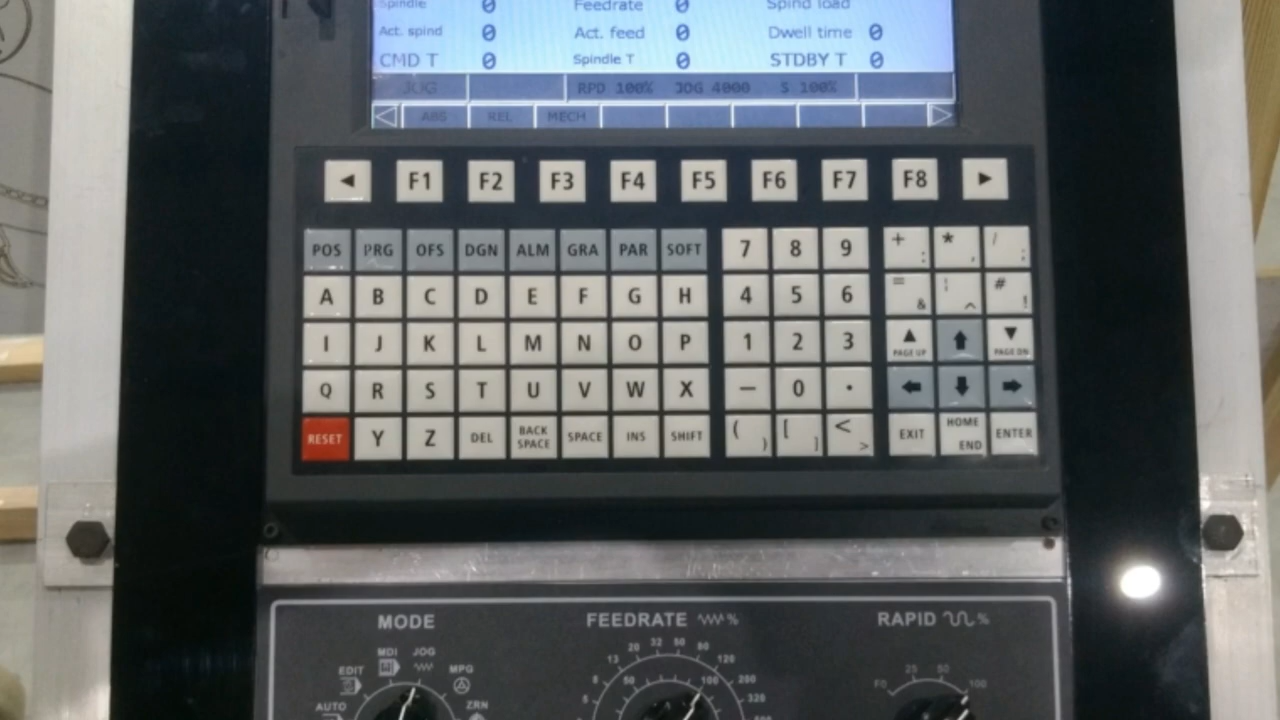 Spindle 0 Feedrate 0 Spind load
Act. spind 0 Act. feed 0 Dwell time 0
CMD T 0 Spindle T 0 STDBY T 0
JOG RPD 100% JOG 4000 S 100%
ABS REL MECH
◄ F1 F2 F3 F4 F5 F6 F7 F8 ►
POS PRG OFS DGN ALM GRA PAR SOFT 7 8 9 + : * , / ;
A B C D E F G H 4 5 6 = & ¦ ^ # !
I J K L M N O P 1 2 3 ▲ PAGE UP ⬆ ▼ PAGE DN
Q R S T U V W X — 0 . ⬅ ⬇ ➡
RESET Y Z DEL BACK SPACE SPACE INS SHIFT ( ) [ ] < > EXIT HOME END ENTER
MODE FEEDRATE % RAPID %
MDI JOG
EDIT MPG
AUTO ZRN
8 13 20 32 50 80 120 200 320
50 100
F0 25 50 100